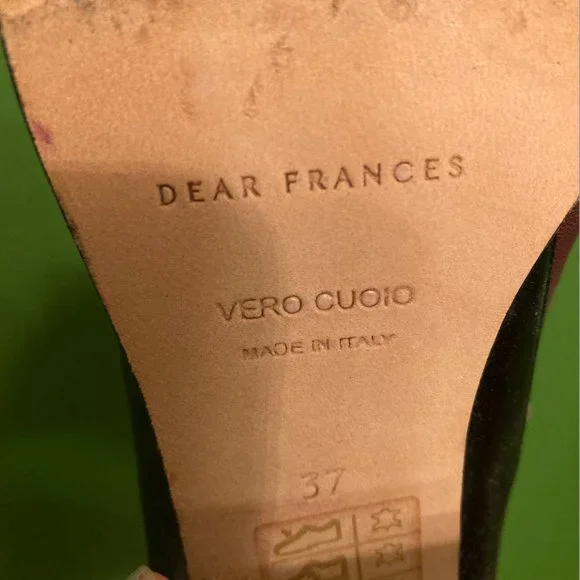 DEAR FRANCES
VERO CUOIO
MADE IN ITALY
37